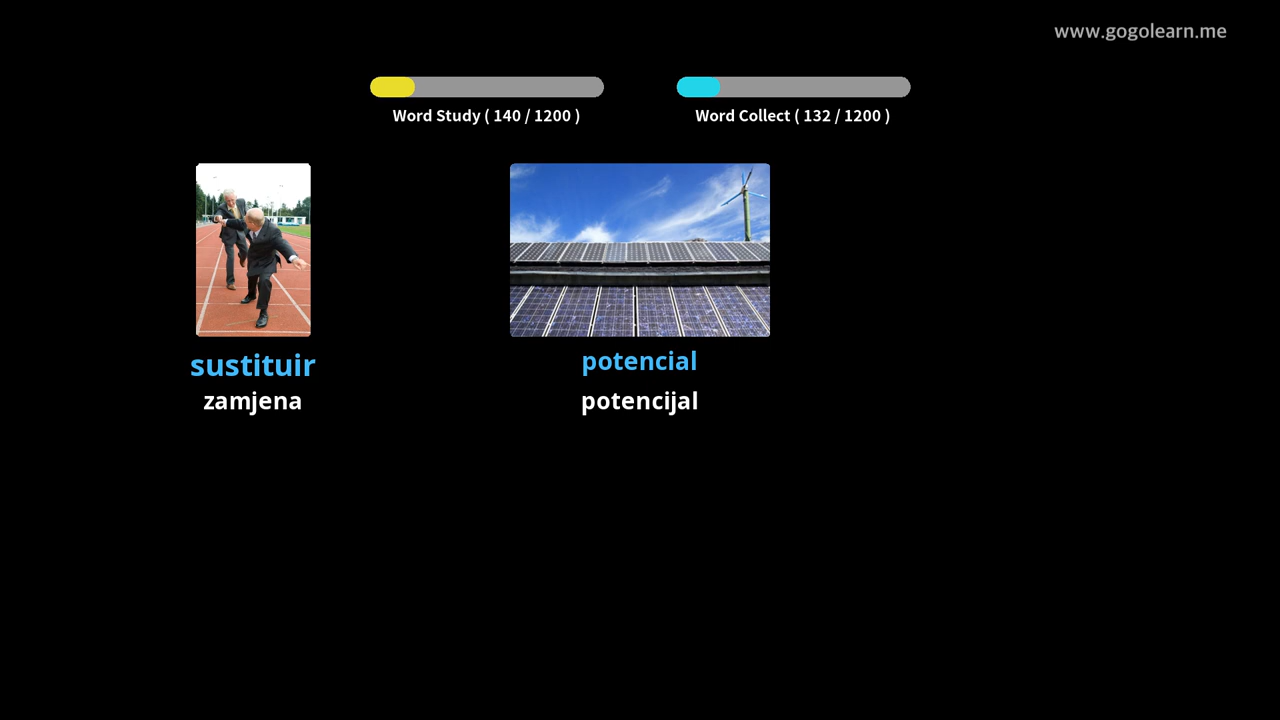 www.gogolearn.me
Word Study ( 140 / 1200 )
Word Collect ( 132 / 1200 )
sustituir
zamjena
potencial
potencijal